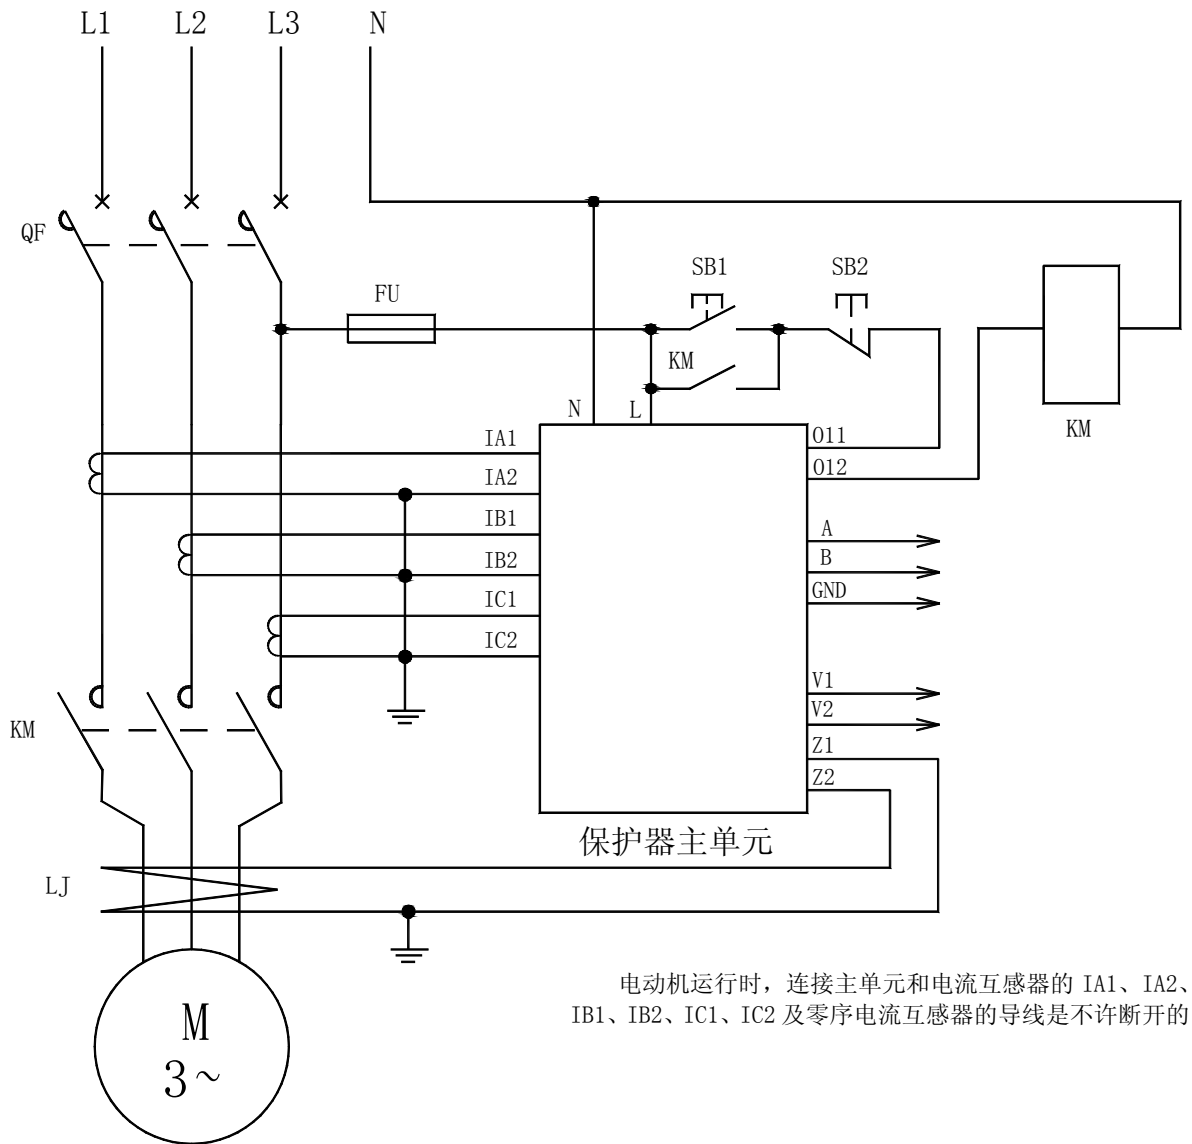 L1 L2 L3 N
QF
SB1 SB2
FU
KM
N L
KM
IA1
O11
IA2
O12
IB1
A
IB2
B
IC1
GND
IC2
V1
V2
KM
Z1
Z2
保护器主单元
LJ
电动机运行时，连接主单元和电流互感器的 IA1、IA2、
IB1、IB2、IC1、IC2 及零序电流互感器的导线是不许断开的
M
3~